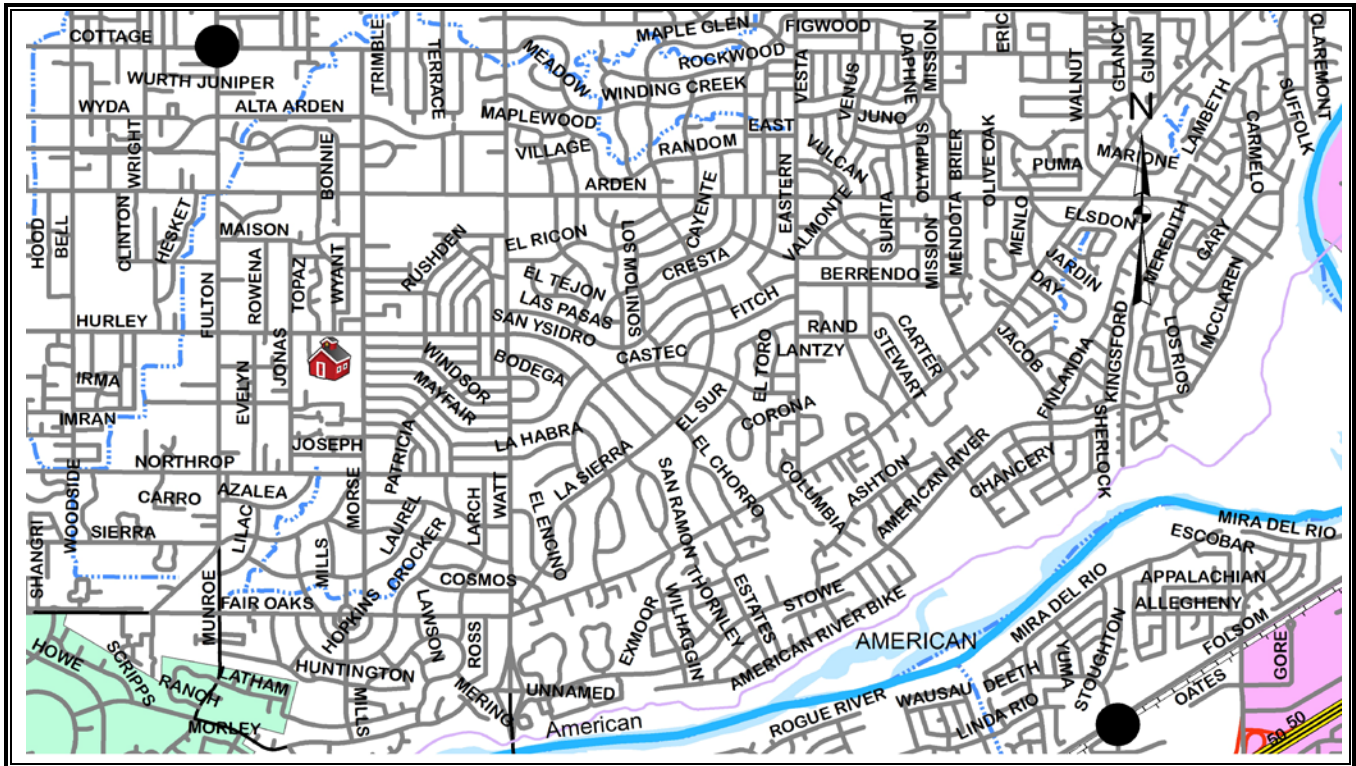 COTTAGE
TRIMBLE
TERRACE
MEADOW
MAPLE GLEN
FIGWOOD
ROCKWOOD
DAPHNE
MISSION
ERIC
GLANCY
GUNN
CLAREMONT
WURTH JUNIPER
WINDING CREEK
VESTA
VENUS
WALNUT
SUFFOLK
WYDA
ALTA ARDEN
MAPLEWOOD
EAST
JUNO
N
LAMBETH
CARMELO
WRIGHT
BONNIE
VILLAGE
RANDOM
VULCAN
OLYMPUS
BRIER
OLIVE OAK
PUMA
MARIONE
ARDEN
CAYENTE
EASTERN
VALMONTE
SURITA
MISSION
MENDOTA
MENLO
ELSDON
MEREDITH
GARY
HOOD
BELL
CLINTON
HESKET
MAISON
EL RICON
LOS MOLINOS
CRESTA
RUSHDEN
EL TEJON
BERRENDO
JARDIN
DAY
MCCLAREN
FULTON
ROWENA
TOPAZ
WYANT
LAS PASAS
FITCH
HURLEY
SAN YSIDRO
RAND
CARTER
STEWART
JACOB
FINLANDIA
KINGSFORD
LOS RIOS
JONAS
WINDSOR
BODEGA
CASTEC
EL TORO
LANTZY
IRMA
EVELYN
MAYFAIR
EL SUR
CORONA
SHERLOCK
IMRAN
JOSEPH
PATRICIA
LA HABRA
EL CHORRO
NORTHROP
LA SIERRA
SAN RAMON
COLUMBIA
ASHTON
AMERICAN RIVER
CHANCERY
WOODSIDE
CARRO
AZALEA
MORSE
LAUREL
LARCH
WATT
EL ENCINO
SHANGRI
SIERRA
LILAC
MILLS
CROCKER
MIRA DEL RIO
ESCOBAR
COSMOS
THORNLEY
ESTATES
STOWE
APPALACHIAN
MUNROE
FAIR OAKS
HOPKINS
LAWSON
ROSS
EXMOOR
WILHAGGIN
AMERICAN RIVER BIKE
AMERICAN
MIRA DEL RIO
ALLEGHENY
FOLSOM
HOWE
SCRIPPS
RANCH
LATHAM
HUNTINGTON
MERING
UNNAMED
YUMA
STOUGHTON
GORE
MORLEY
MILLS
American
ROGUE RIVER
WAUSAU
DEETH
LINDA RIO
OATES
50
50